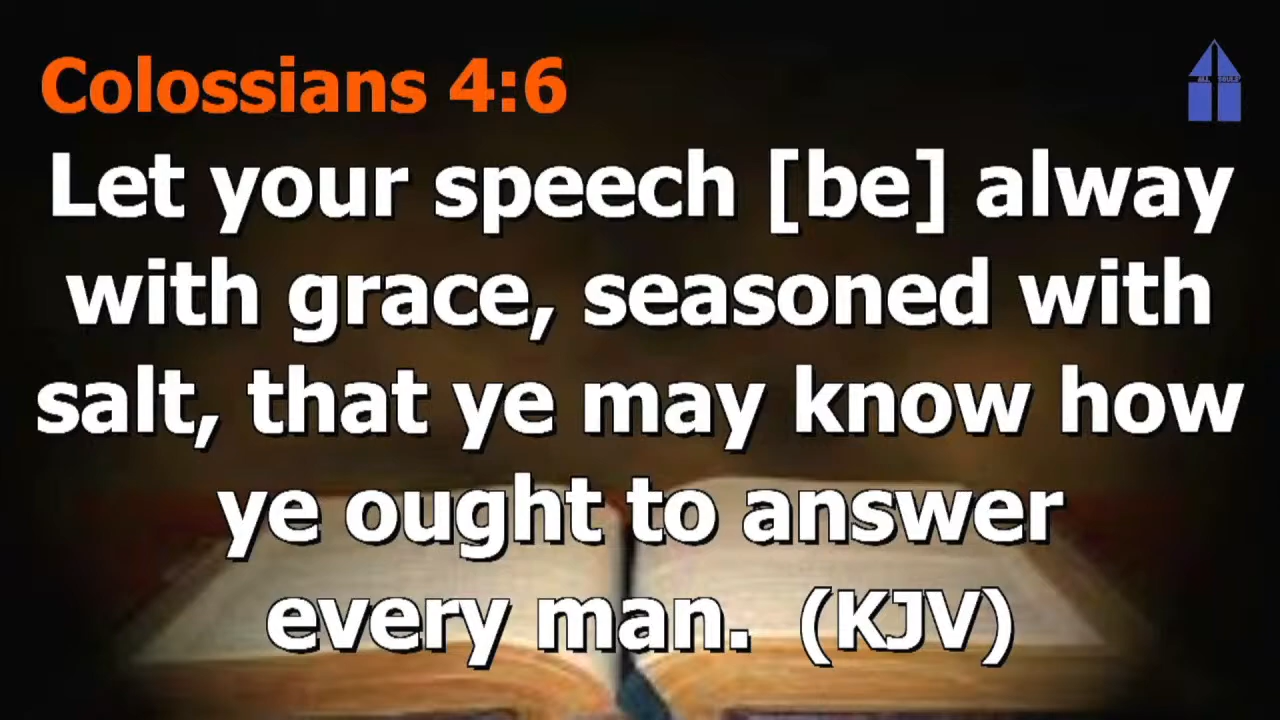 Colossians 4:6
Let your speech [be] alway
with grace, seasoned with
salt, that ye may know how
ye ought to answer
every man. (KJV)